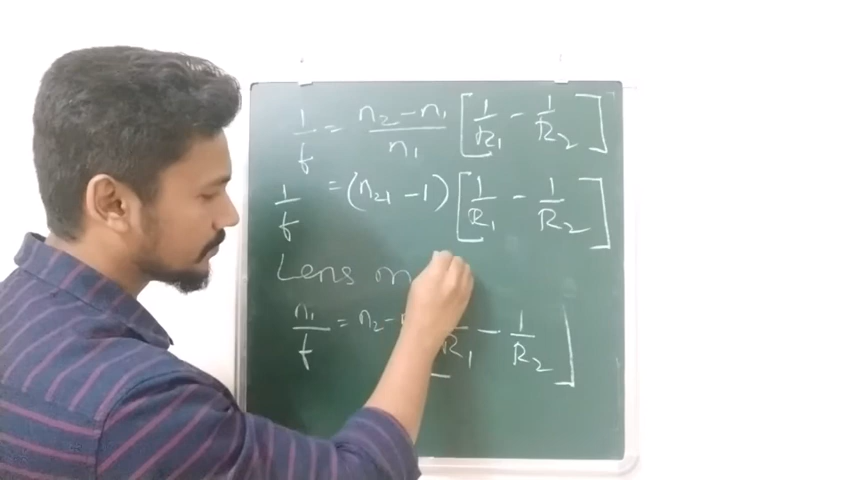 1/f = n₂-n₁/n₁ [1/R₁ - 1/R₂]
1/f = (n₂₁ - 1) [1/R₁ - 1/R₂]
Lens m
n₁/f = n₂ - [ /R₁ - 1/R₂]